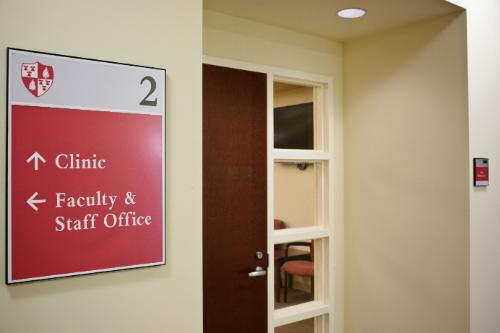 2
↑ Clinic
← Faculty &
Staff Office